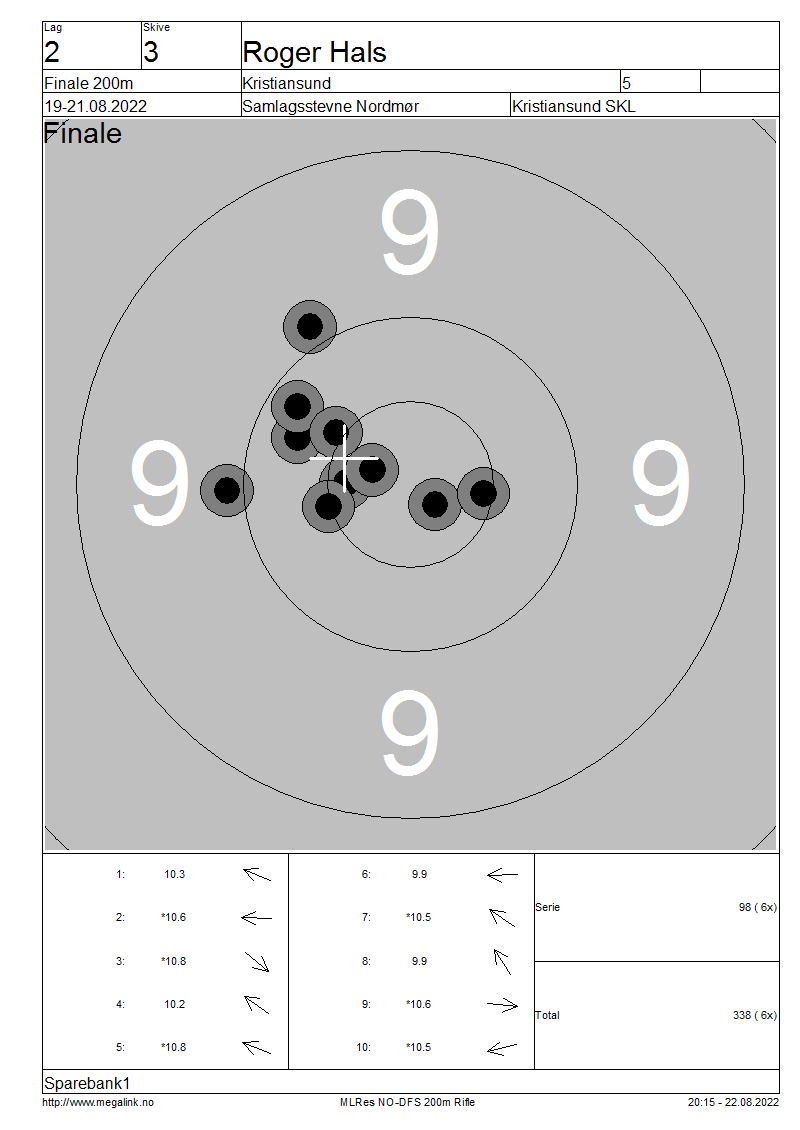 Lag Skive
2 3 Roger Hals
Finale 200m Kristiansund 5
19-21.08.2022 Samlagsstevne Nordmør Kristiansund SKL
Finale
9
9 9
9
1: 10.3 6: 9.9
2: *10.6 7: *10.5
3: *10.8 8: 9.9
4: 10.2 9: *10.6
5: *10.8 10: *10.5
Serie 98 ( 6x)
Total 338 ( 6x)
Sparebank1
http://www.megalink.no MLRes NO-DFS 200m Rifle 20:15 - 22.08.2022